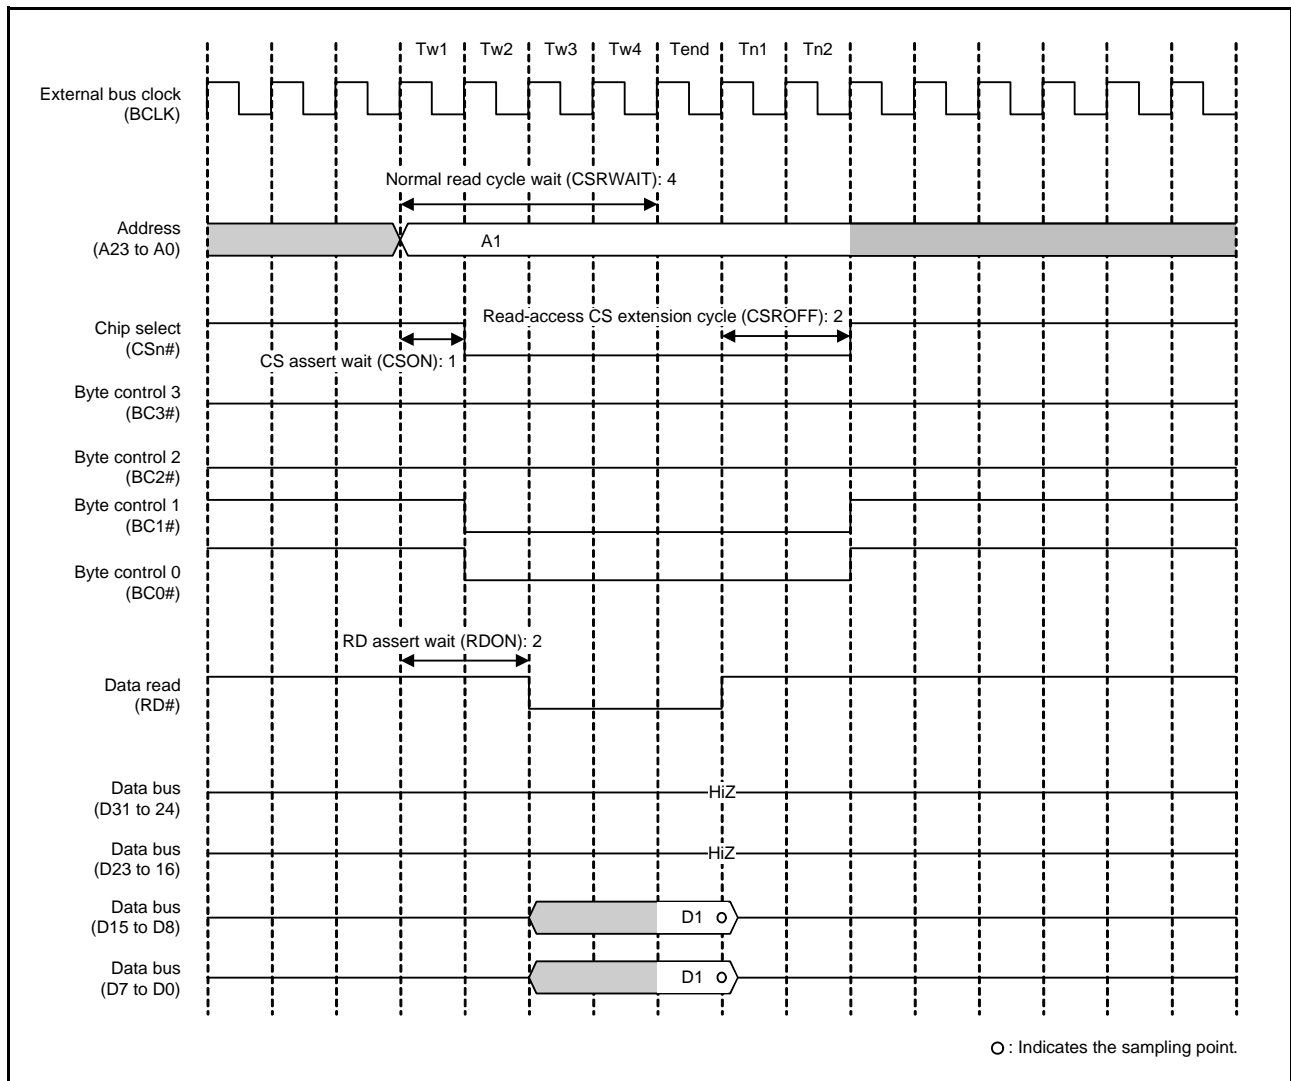 Tw1 Tw2 Tw3 Tw4 Tend Tn1 Tn2
External bus clock
(BCLK)
Normal read cycle wait (CSRWAIT): 4
Address
(A23 to A0)
A1
Chip select
(CSn#)
Read-access CS extension cycle (CSROFF): 2
CS assert wait (CSON): 1
Byte control 3
(BC3#)
Byte control 2
(BC2#)
Byte control 1
(BC1#)
Byte control 0
(BC0#)
RD assert wait (RDON): 2
Data read
(RD#)
Data bus
(D31 to 24)
HiZ
Data bus
(D23 to 16)
HiZ
Data bus
(D15 to D8)
D1
Data bus
(D7 to D0)
D1
: Indicates the sampling point.